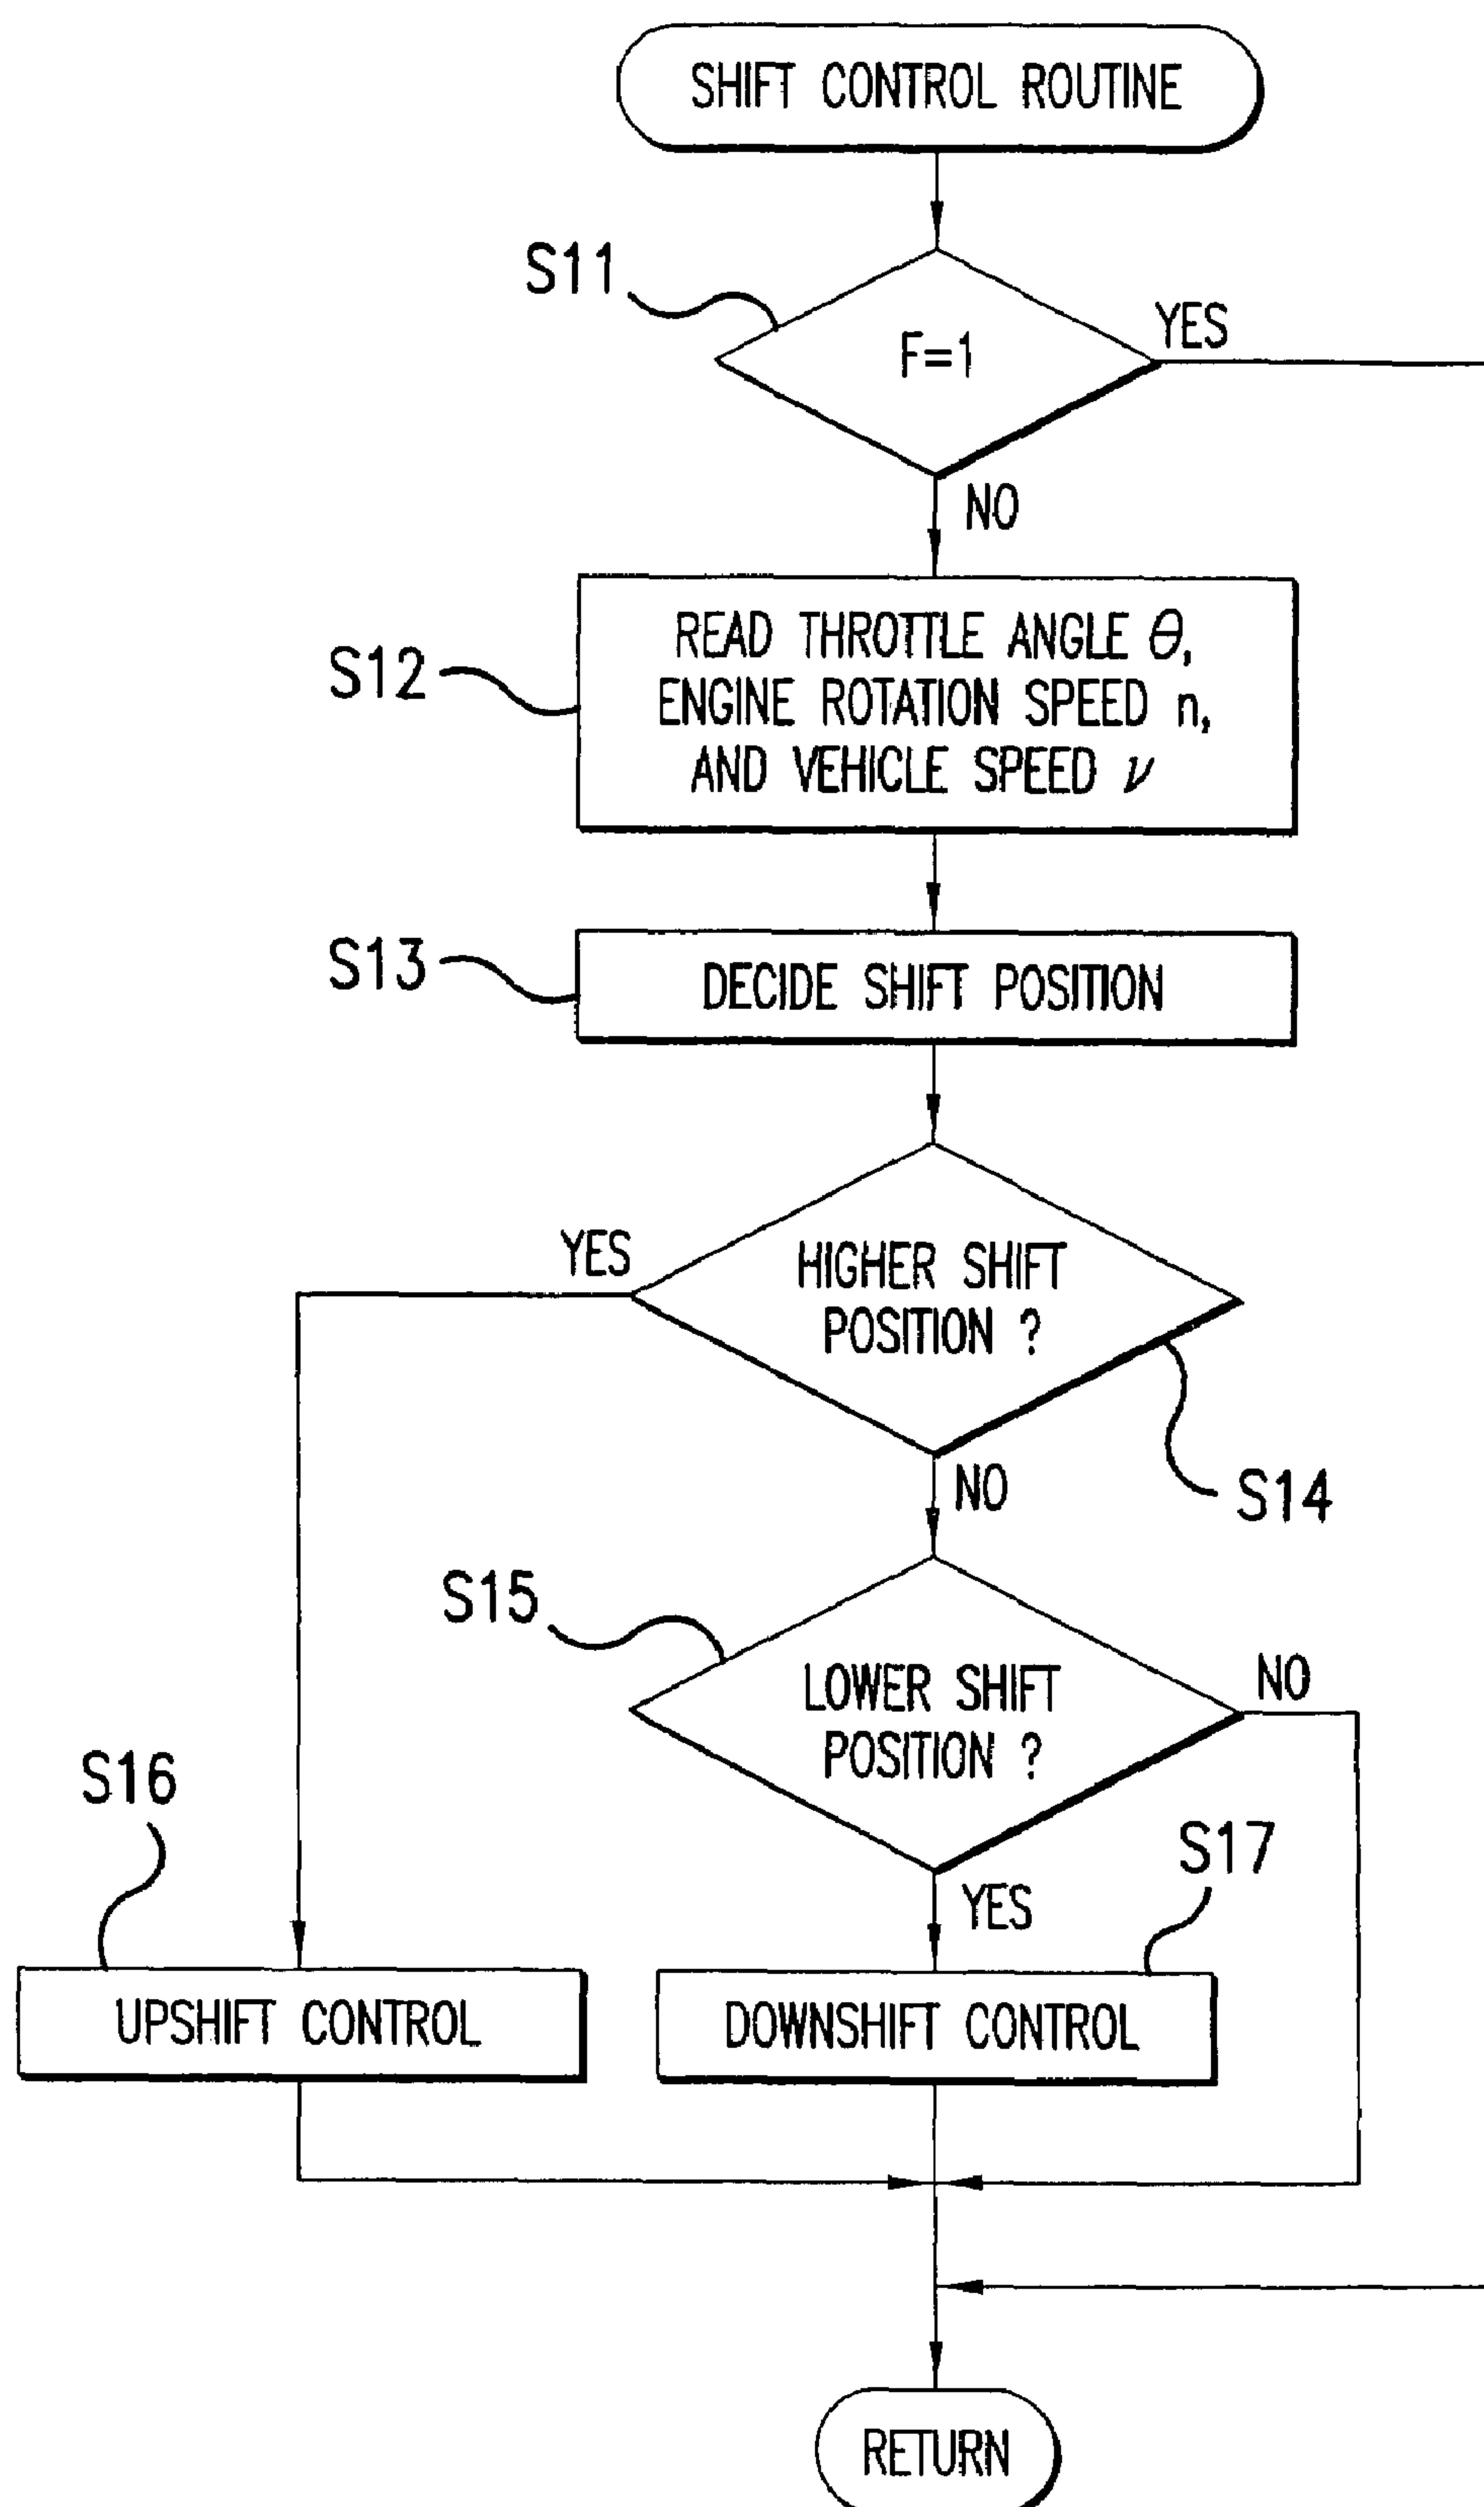 SHIFT CONTROL ROUTINE
S11
F=1
YES
NO
S12
READ THROTTLE ANGLE θ,
ENGINE ROTATION SPEED n,
AND VEHICLE SPEED ν
S13
DECIDE SHIFT POSITION
YES
HIGHER SHIFT
POSITION ?
NO
S14
S15
LOWER SHIFT
POSITION ?
NO
S16
S17
YES
UPSHIFT CONTROL
DOWNSHIFT CONTROL
RETURN